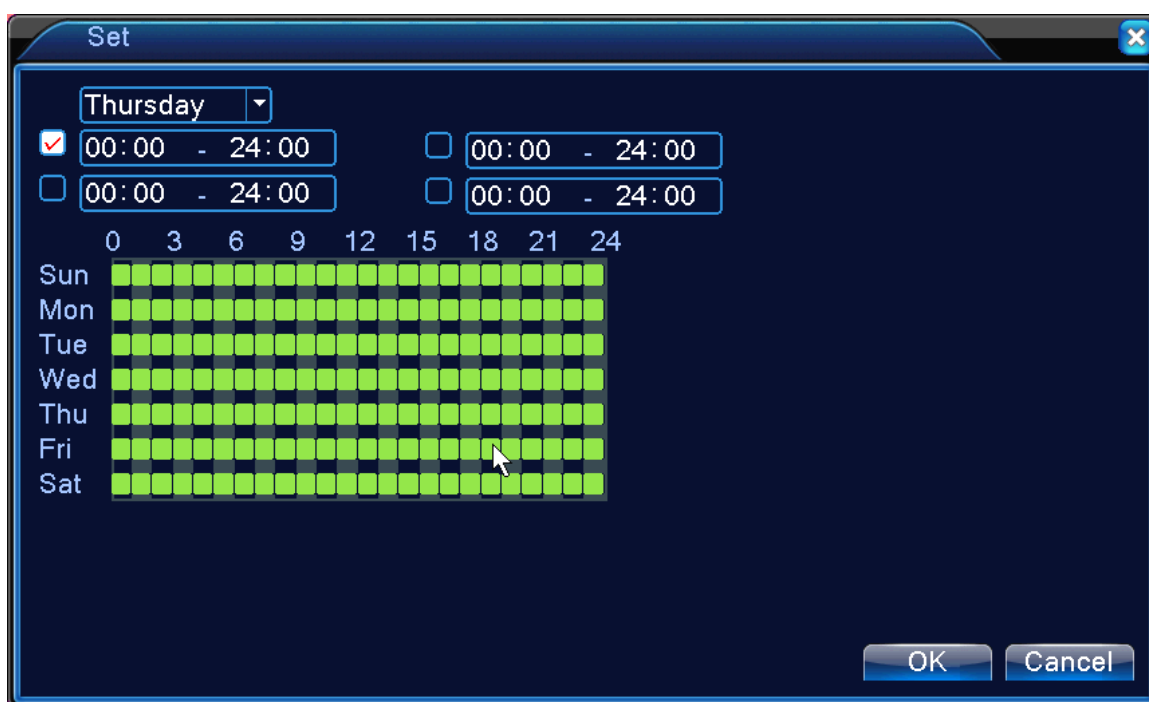 Set
Thursday
00:00 - 24:00 00:00 - 24:00
00:00 - 24:00 00:00 - 24:00
0 3 6 9 12 15 18 21 24
Sun
Mon
Tue
Wed
Thu
Fri
Sat
OK Cancel